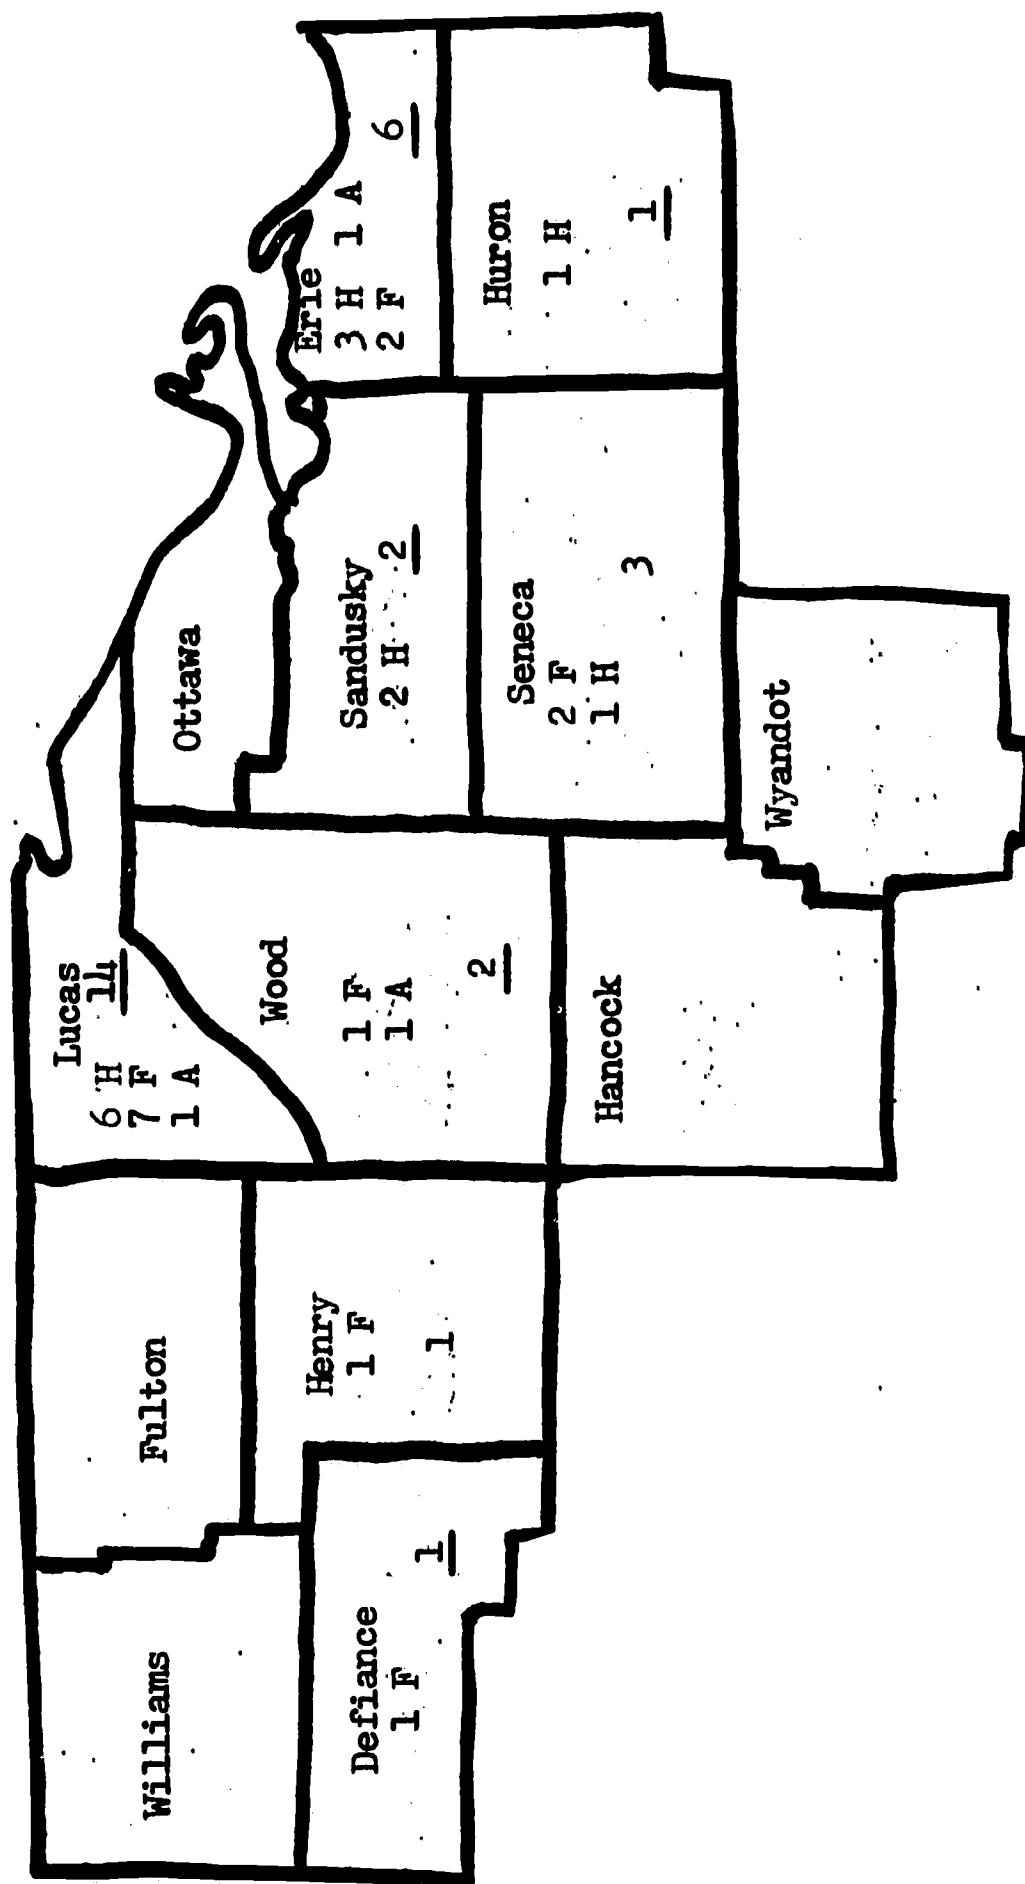 Williams
Fulton
Lucas
14
6 H
7 F
1 A
Ottawa
Erie
3 H 1 A
2 F
6
Defiance
1 F
1
Henry
1 F
1
Wood
1 F
1 A
2
Sandusky
2 H 2
Huron
1 H
1
Seneca
2 F
1 H
3
Hancock
Wyandot